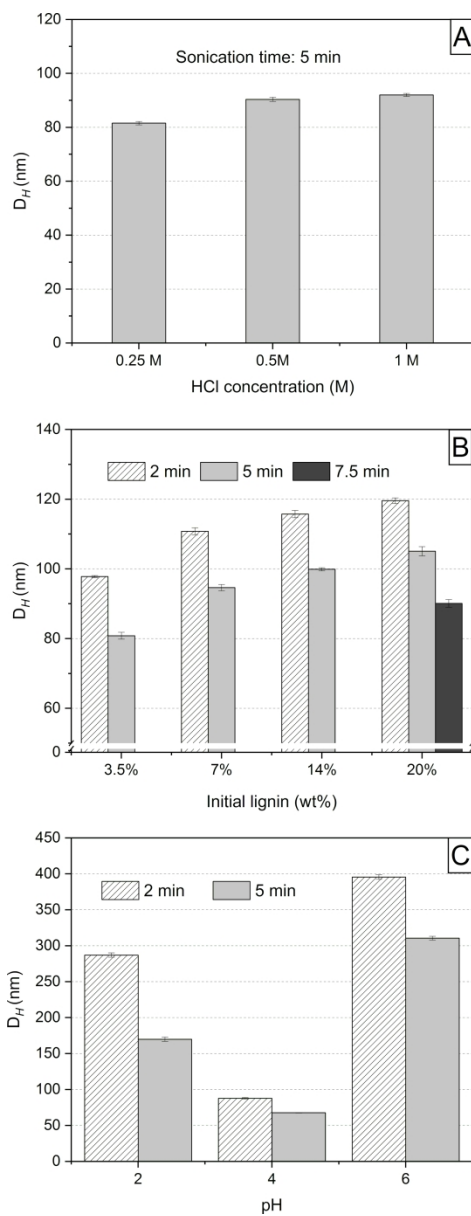 A
Sonication time: 5 min
120
100
80
60
40
20
0
D_H (nm)
0.25 M 0.5M 1 M
HCl concentration (M)
B
2 min 5 min 7.5 min
140
120
100
80
60
0
D_H (nm)
3.5% 7% 14% 20%
Initial lignin (wt%)
C
2 min 5 min
450
400
350
300
250
200
150
100
50
0
D_H (nm)
2 4 6
pH